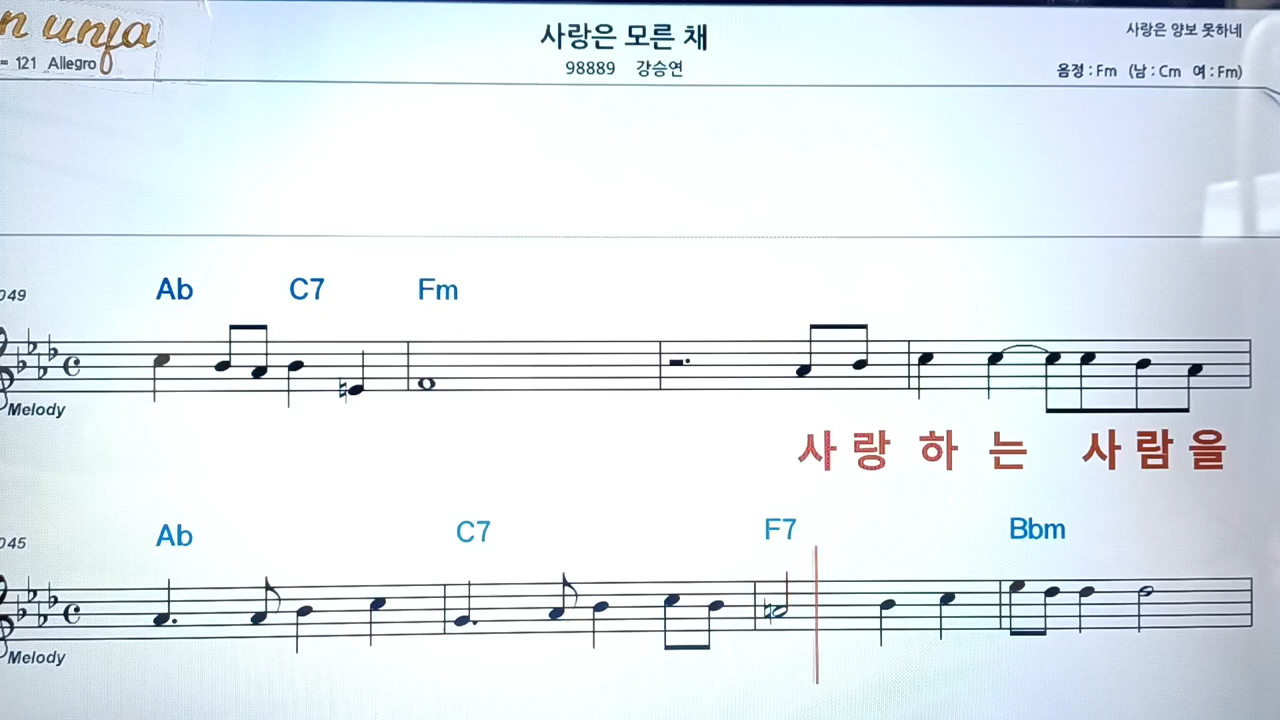 사랑은 모른 채
사랑은 양보 못하네
n unja
= 121 Allegro
98889 강승연
음정 : Fm (남 : Cm 여 : Fm)
Ab C7 Fm
049
Melody
사 랑 하 는 사 람 을
Ab C7 F7 Bbm
045
Melody